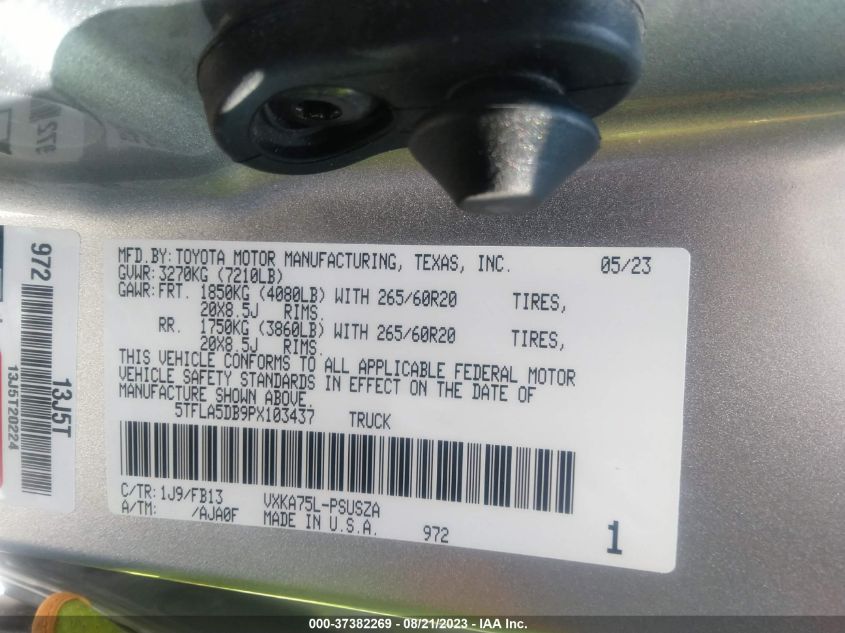 MFD.BY:TOYOTA MOTOR MANUFACTURING, TEXAS, INC. 05/23
GVWR:3270KG (7210LB)
GAWR:FRT. 1850KG (4080LB) WITH 265/60R20 TIRES,
20X8.5J RIMS.
RR. 1750KG (3860LB) WITH 265/60R20 TIRES,
20X8.5J RIMS.
THIS VEHICLE CONFORMS TO ALL APPLICABLE FEDERAL MOTOR
VEHICLE SAFETY STANDARDS IN EFFECT ON THE DATE OF
MANUFACTURE SHOWN ABOVE.
5TFLA5DB9PX103437 TRUCK
C/TR:1J9/FB13 VXKA75L-PSUSZA
A/TM: /AJA0F MADE IN U.S.A. 972 1
972
13J5T
13J5T20224
000-37382269 - 08/21/2023 - IAA Inc.